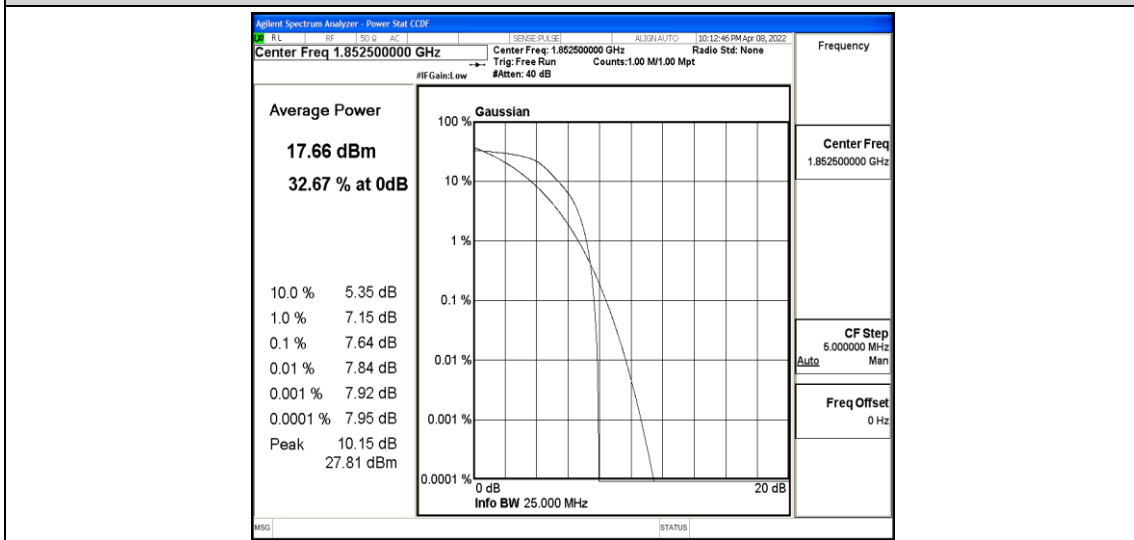 Agilent Spectrum Analyzer - Power Stat CCDF
LXI RL RF 50 Ω AC SENSE:PULSE ALIGN AUTO 10:12:46 PM Apr 08, 2022
Center Freq 1.852500000 GHz
Center Freq: 1.852500000 GHz Radio Std: None
Trig: Free Run Counts:1.00 M/1.00 Mpt
#IFGain:Low #Atten: 40 dB
Frequency
Average Power
17.66 dBm
32.67 % at 0dB
10.0 % 5.35 dB
1.0 % 7.15 dB
0.1 % 7.64 dB
0.01 % 7.84 dB
0.001 % 7.92 dB
0.0001 % 7.95 dB
Peak 10.15 dB
27.81 dBm
Gaussian
100 %
10 %
1 %
0.1 %
0.01 %
0.001 %
0.0001 %
0 dB 20 dB
Info BW 25.000 MHz
Center Freq
1.852500000 GHz
CF Step
5.000000 MHz
Auto Man
Freq Offset
0 Hz
MSG STATUS